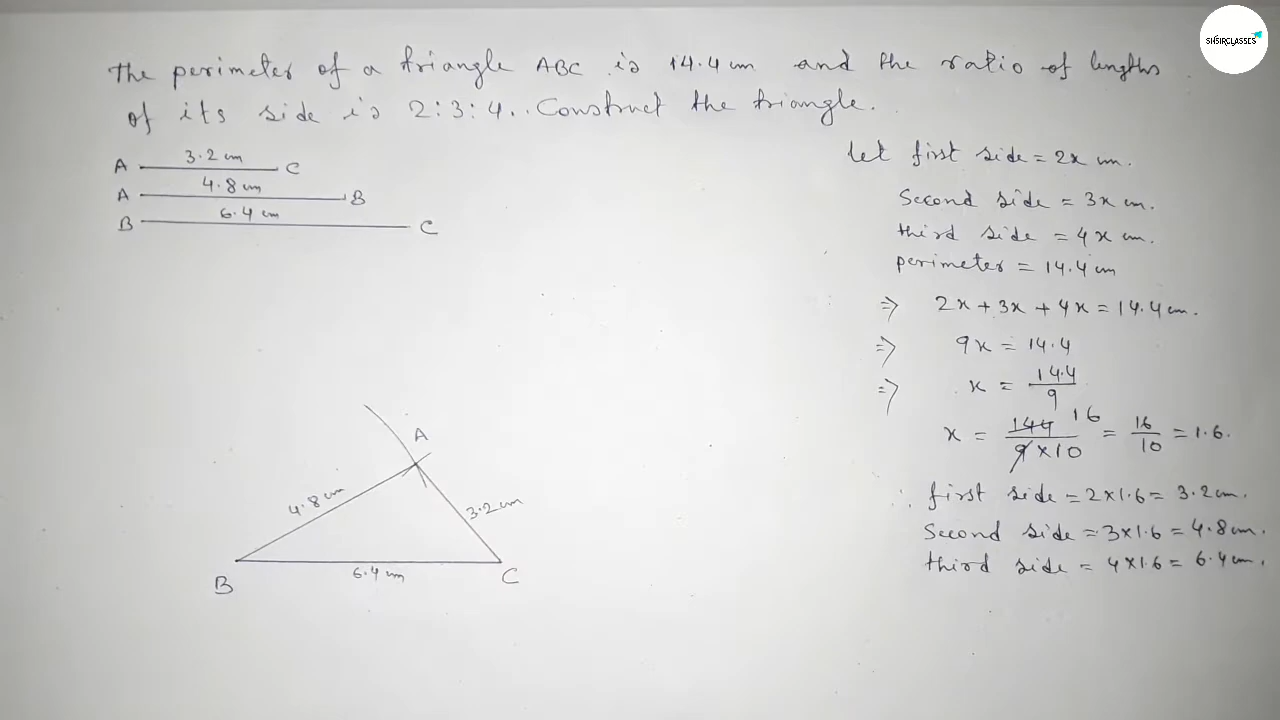 SHSIRCLASSES
The perimeter of a triangle ABC is 14.4 cm and the ratio of lengths
of its side is 2:3:4. Construct the triangle.
A 3.2 cm C
A 4.8 cm B
B 6.4 cm C
let first side = 2x cm.
Second side = 3x cm.
third side = 4x cm.
perimeter = 14.4 cm
⇒ 2x + 3x + 4x = 14.4 cm.
⇒ 9x = 14.4
⇒ x = 14.4/9
x = 144/9×10 16 = 16/10 = 1.6.
∴ first side = 2×1.6 = 3.2 cm.
Second side = 3×1.6 = 4.8 cm.
third side = 4×1.6 = 6.4 cm.
A
4.8 cm
3.2 cm
B 6.4 cm C